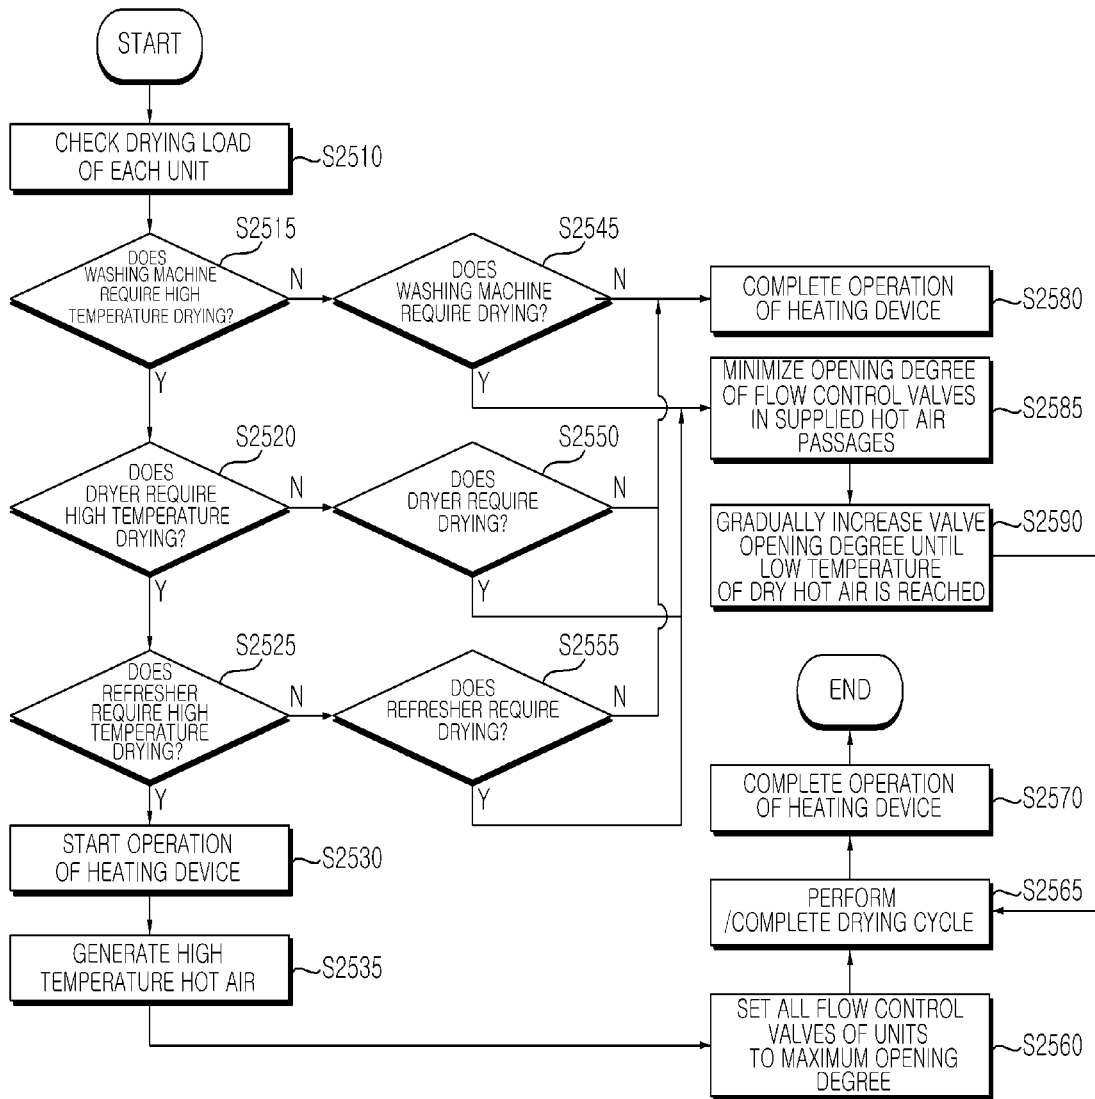 START
CHECK DRYING LOAD
OF EACH UNIT
S2510
S2515
DOES
WASHING MACHINE
REQUIRE HIGH
TEMPERATURE DRYING?
N
Y
S2545
DOES
WASHING MACHINE
REQUIRE DRYING?
N
Y
COMPLETE OPERATION
OF HEATING DEVICE
S2580
MINIMIZE OPENING DEGREE
OF FLOW CONTROL VALVES
IN SUPPLIED HOT AIR
PASSAGES
S2585
S2520
DOES
DRYER REQUIRE
HIGH TEMPERATURE
DRYING?
N
Y
S2550
DOES
DRYER REQUIRE
DRYING?
N
Y
GRADUALLY INCREASE VALVE
OPENING DEGREE UNTIL
LOW TEMPERATURE
OF DRY HOT AIR IS REACHED
S2590
S2525
DOES
REFRESHER
REQUIRE HIGH
TEMPERATURE
DRYING?
N
Y
S2555
DOES
REFRESHER REQUIRE
DRYING?
N
Y
END
COMPLETE OPERATION
OF HEATING DEVICE
S2570
START OPERATION
OF HEATING DEVICE
S2530
PERFORM
/COMPLETE DRYING CYCLE
S2565
GENERATE HIGH
TEMPERATURE HOT AIR
S2535
SET ALL FLOW CONTROL
VALVES OF UNITS
TO MAXIMUM OPENING
DEGREE
S2560